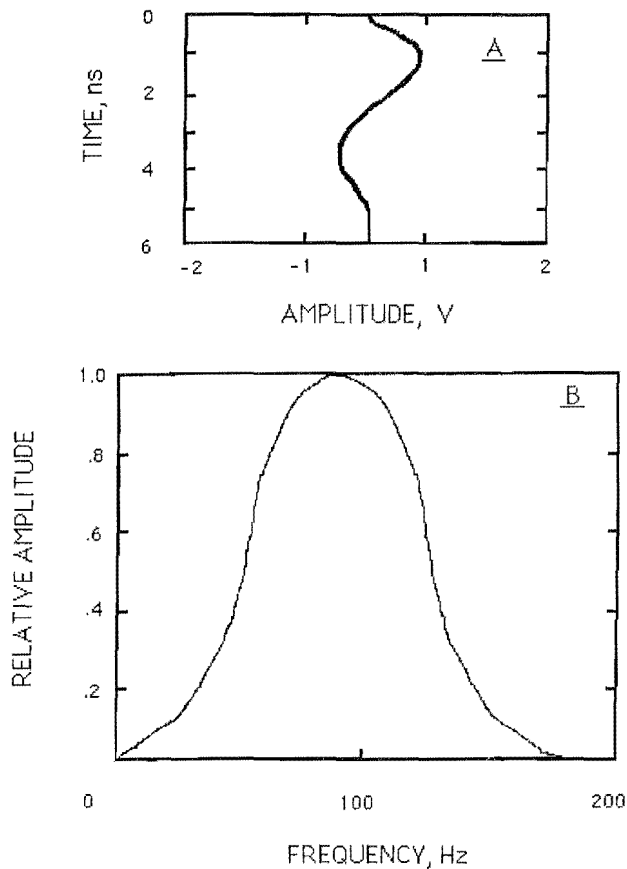 0
A
TIME, ns
2
4
6
-2
-1
1
2
AMPLITUDE, V
1.0
B
RELATIVE AMPLITUDE
.8
.6
.4
.2
0
100
200
FREQUENCY, Hz